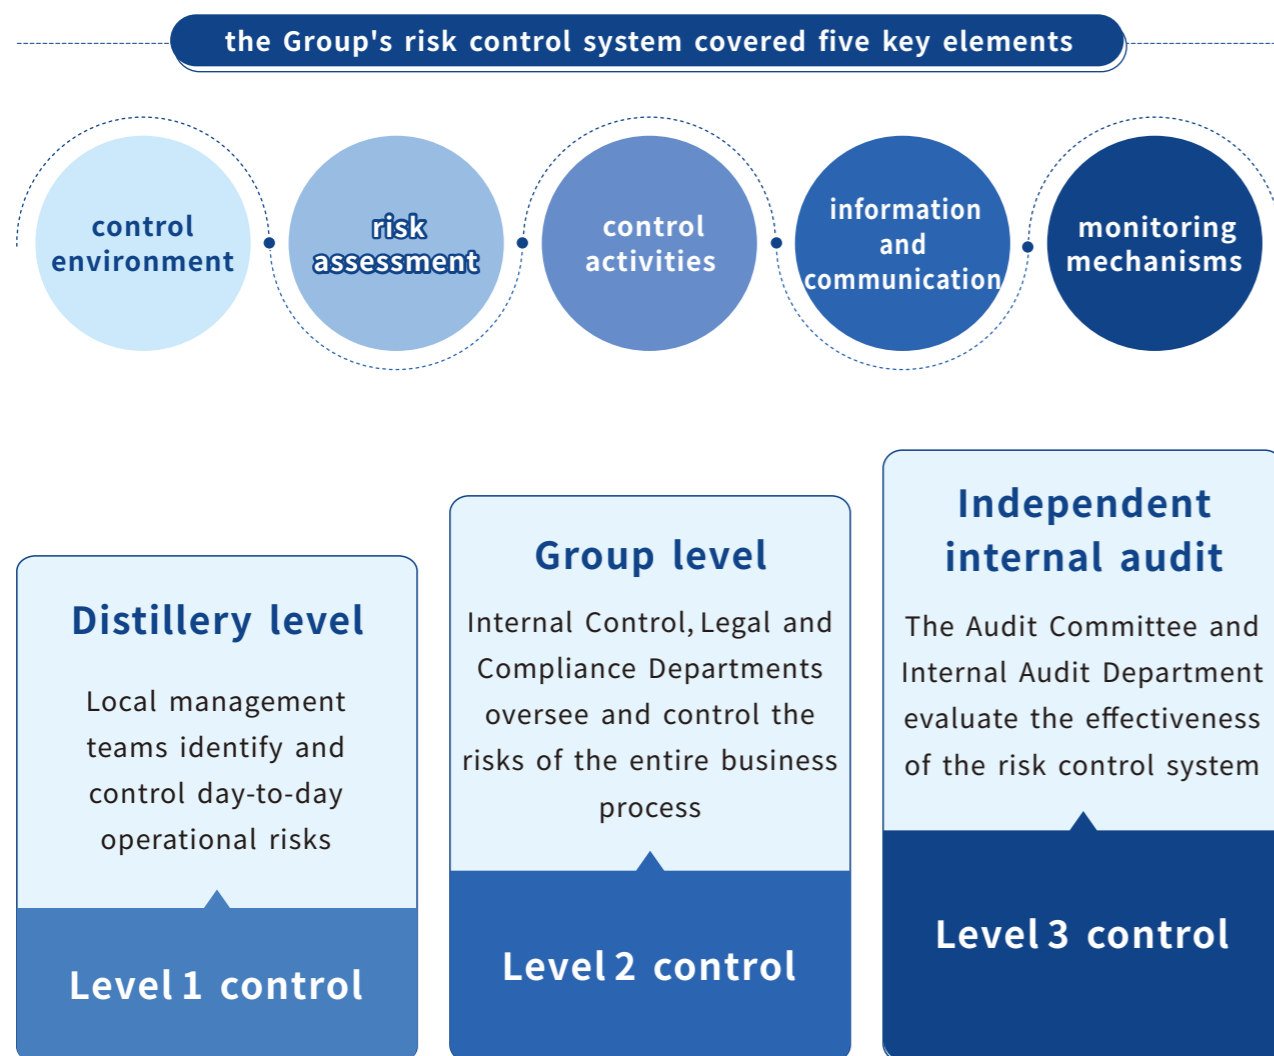 the Group's risk control system covered five key elements
control
environment
risk
assessment
control
activities
information
and
communication
monitoring
mechanisms
Distillery level
Local management
teams identify and
control day-to-day
operational risks
Level 1 control
Group level
Internal Control, Legal and
Compliance Departments
oversee and control the
risks of the entire business
process
Level 2 control
Independent
internal audit
The Audit Committee and
Internal Audit Department
evaluate the effectiveness
of the risk control system
Level 3 control